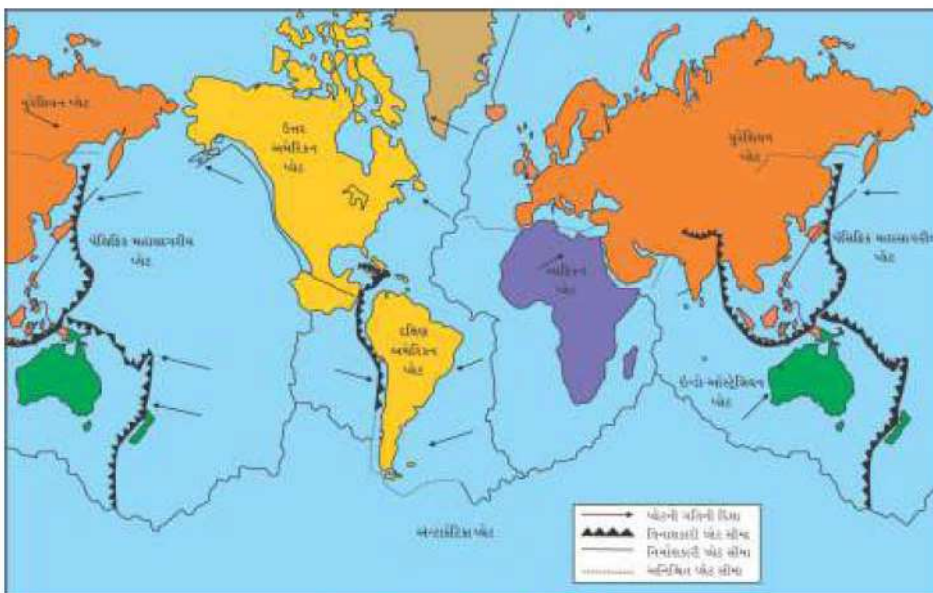 યુરેશિયન
પ્લેટ
ઉત્તર
અમેરિકન
પ્લેટ
યુરેશિયન
પ્લેટ
પેસિફિક મહાસાગરીય
પ્લેટ
આફ્રિકન
પ્લેટ
પેસિફિક મહાસાગરીય
પ્લેટ
દક્ષિણ
અમેરિકન
પ્લેટ
ઇન્ડો-ઑસ્ટ્રેલિયન
પ્લેટ
એન્ટાર્કટિકા પ્લેટ
પ્લેટની ગતિની દિશા
વિનાશકારી પ્લેટ સીમા
નિર્માણકારી પ્લેટ સીમા
અનિશ્ચિત પ્લેટ સીમા